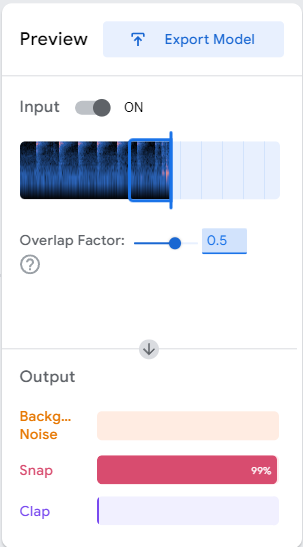 Preview
Export Model
Input
ON
Overlap Factor:
0.5
?
Output
Backg...
Noise
Snap
99%
Clap